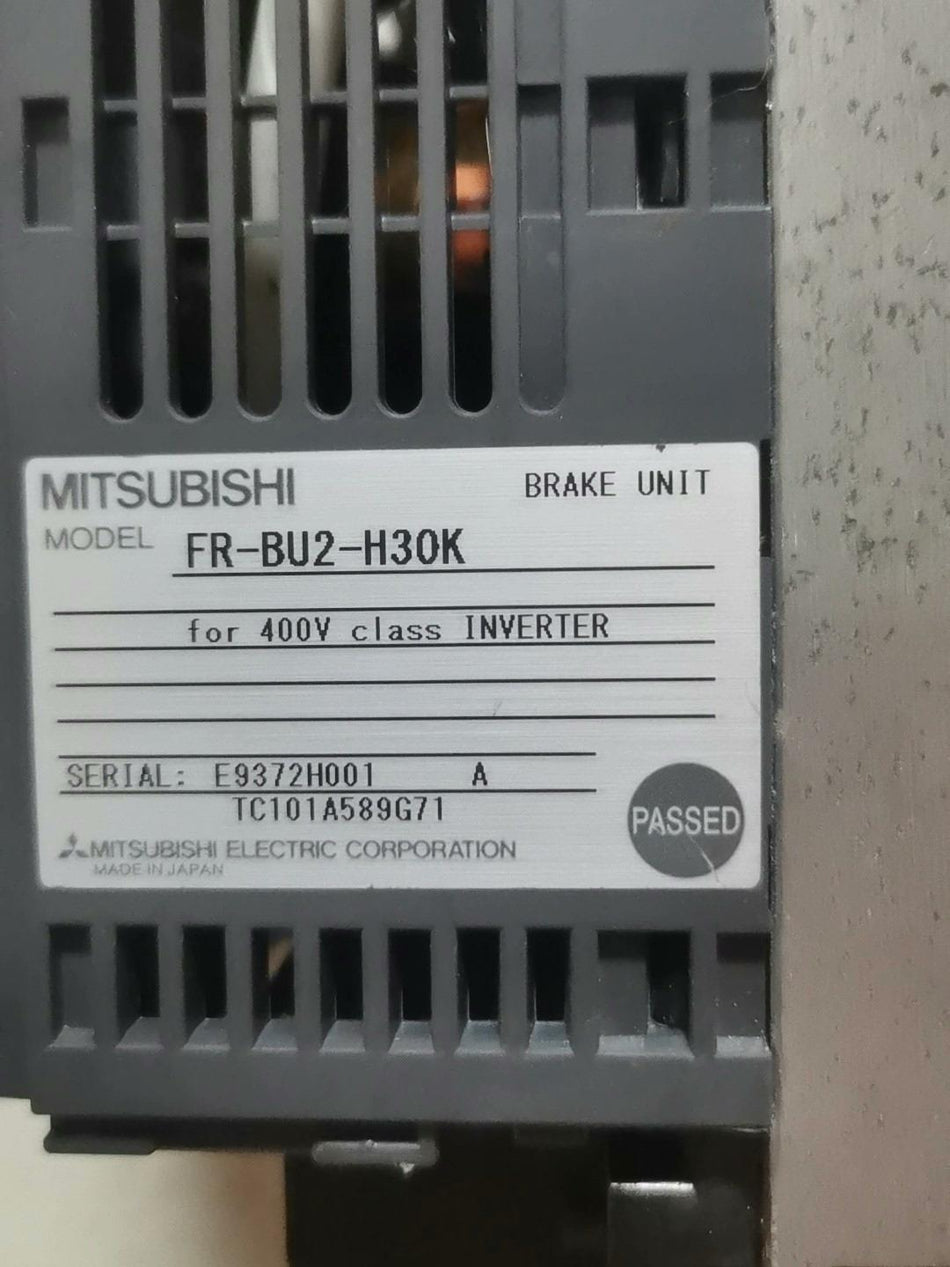 MITSUBISHI
BRAKE UNIT
MODEL FR-BU2-H30K
for 400V class INVERTER
SERIAL: E9372H001 A
TC101A589G71
PASSED
MITSUBISHI ELECTRIC CORPORATION
MADE IN JAPAN